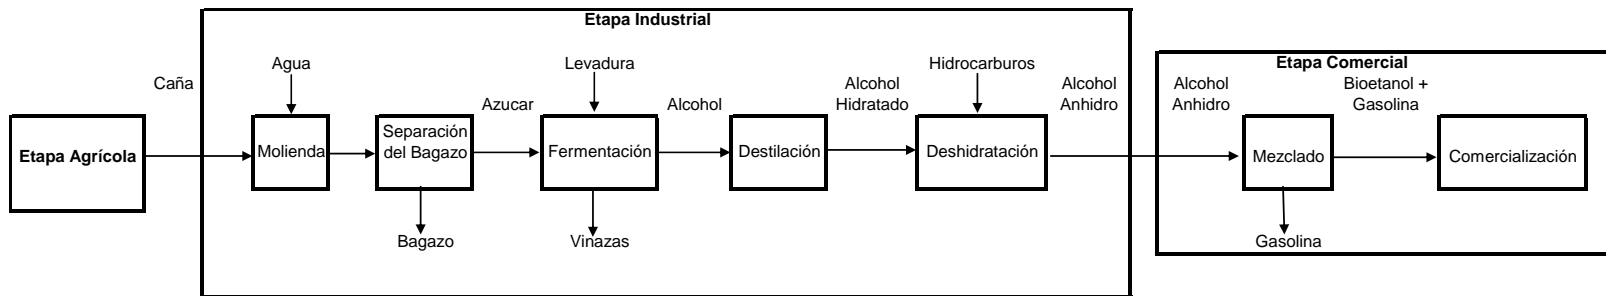 Etapa Industrial
Etapa Comercial
Agua
Levadura
Hidrocarburos
Caña
Azucar
Alcohol
Alcohol
Hidratado
Alcohol
Anhidro
Alcohol
Anhidro
Bioetanol +
Gasolina
Etapa Agrícola
Molienda
Separación
del Bagazo
Fermentación
Destilación
Deshidratación
Mezclado
Comercialización
Bagazo
Vinazas
Gasolina